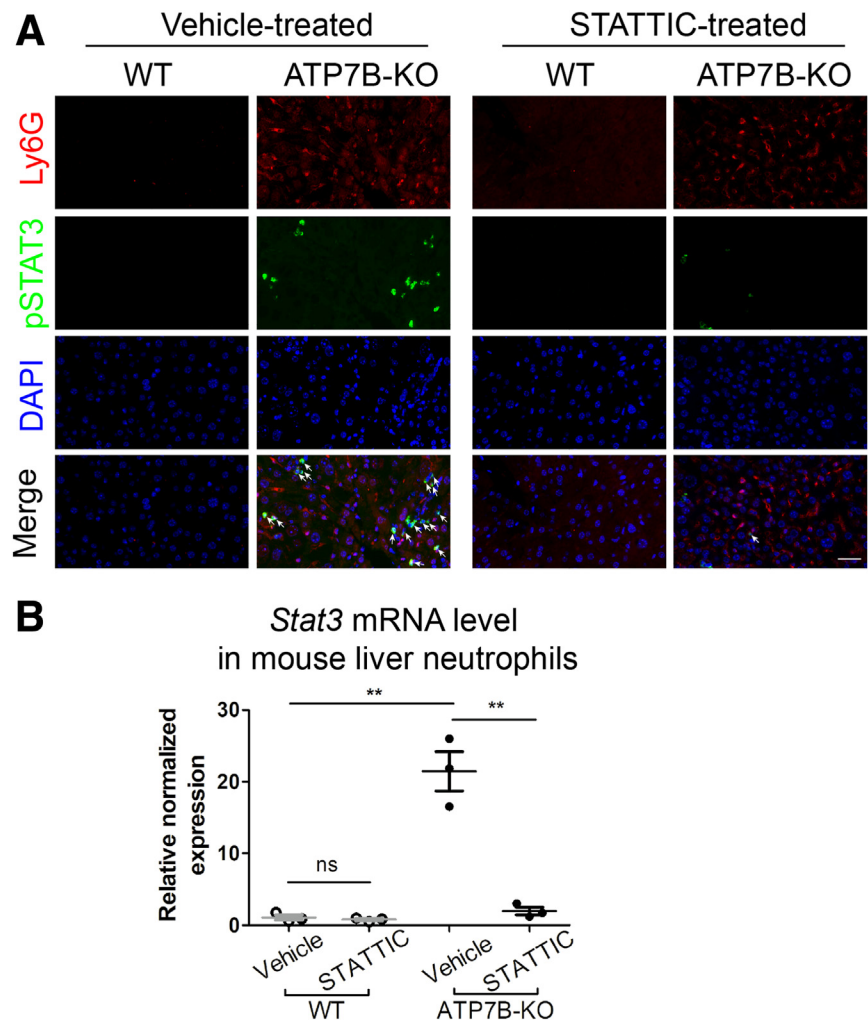 A
Vehicle-treated STATTIC-treated
WT ATP7B-KO WT ATP7B-KO
Ly6G
pSTAT3
DAPI
Merge
B
Stat3 mRNA level
in mouse liver neutrophils
Relative normalized
expression
30
20
10
0
**
**
ns
Vehicle STATTIC Vehicle STATTIC
WT ATP7B-KO